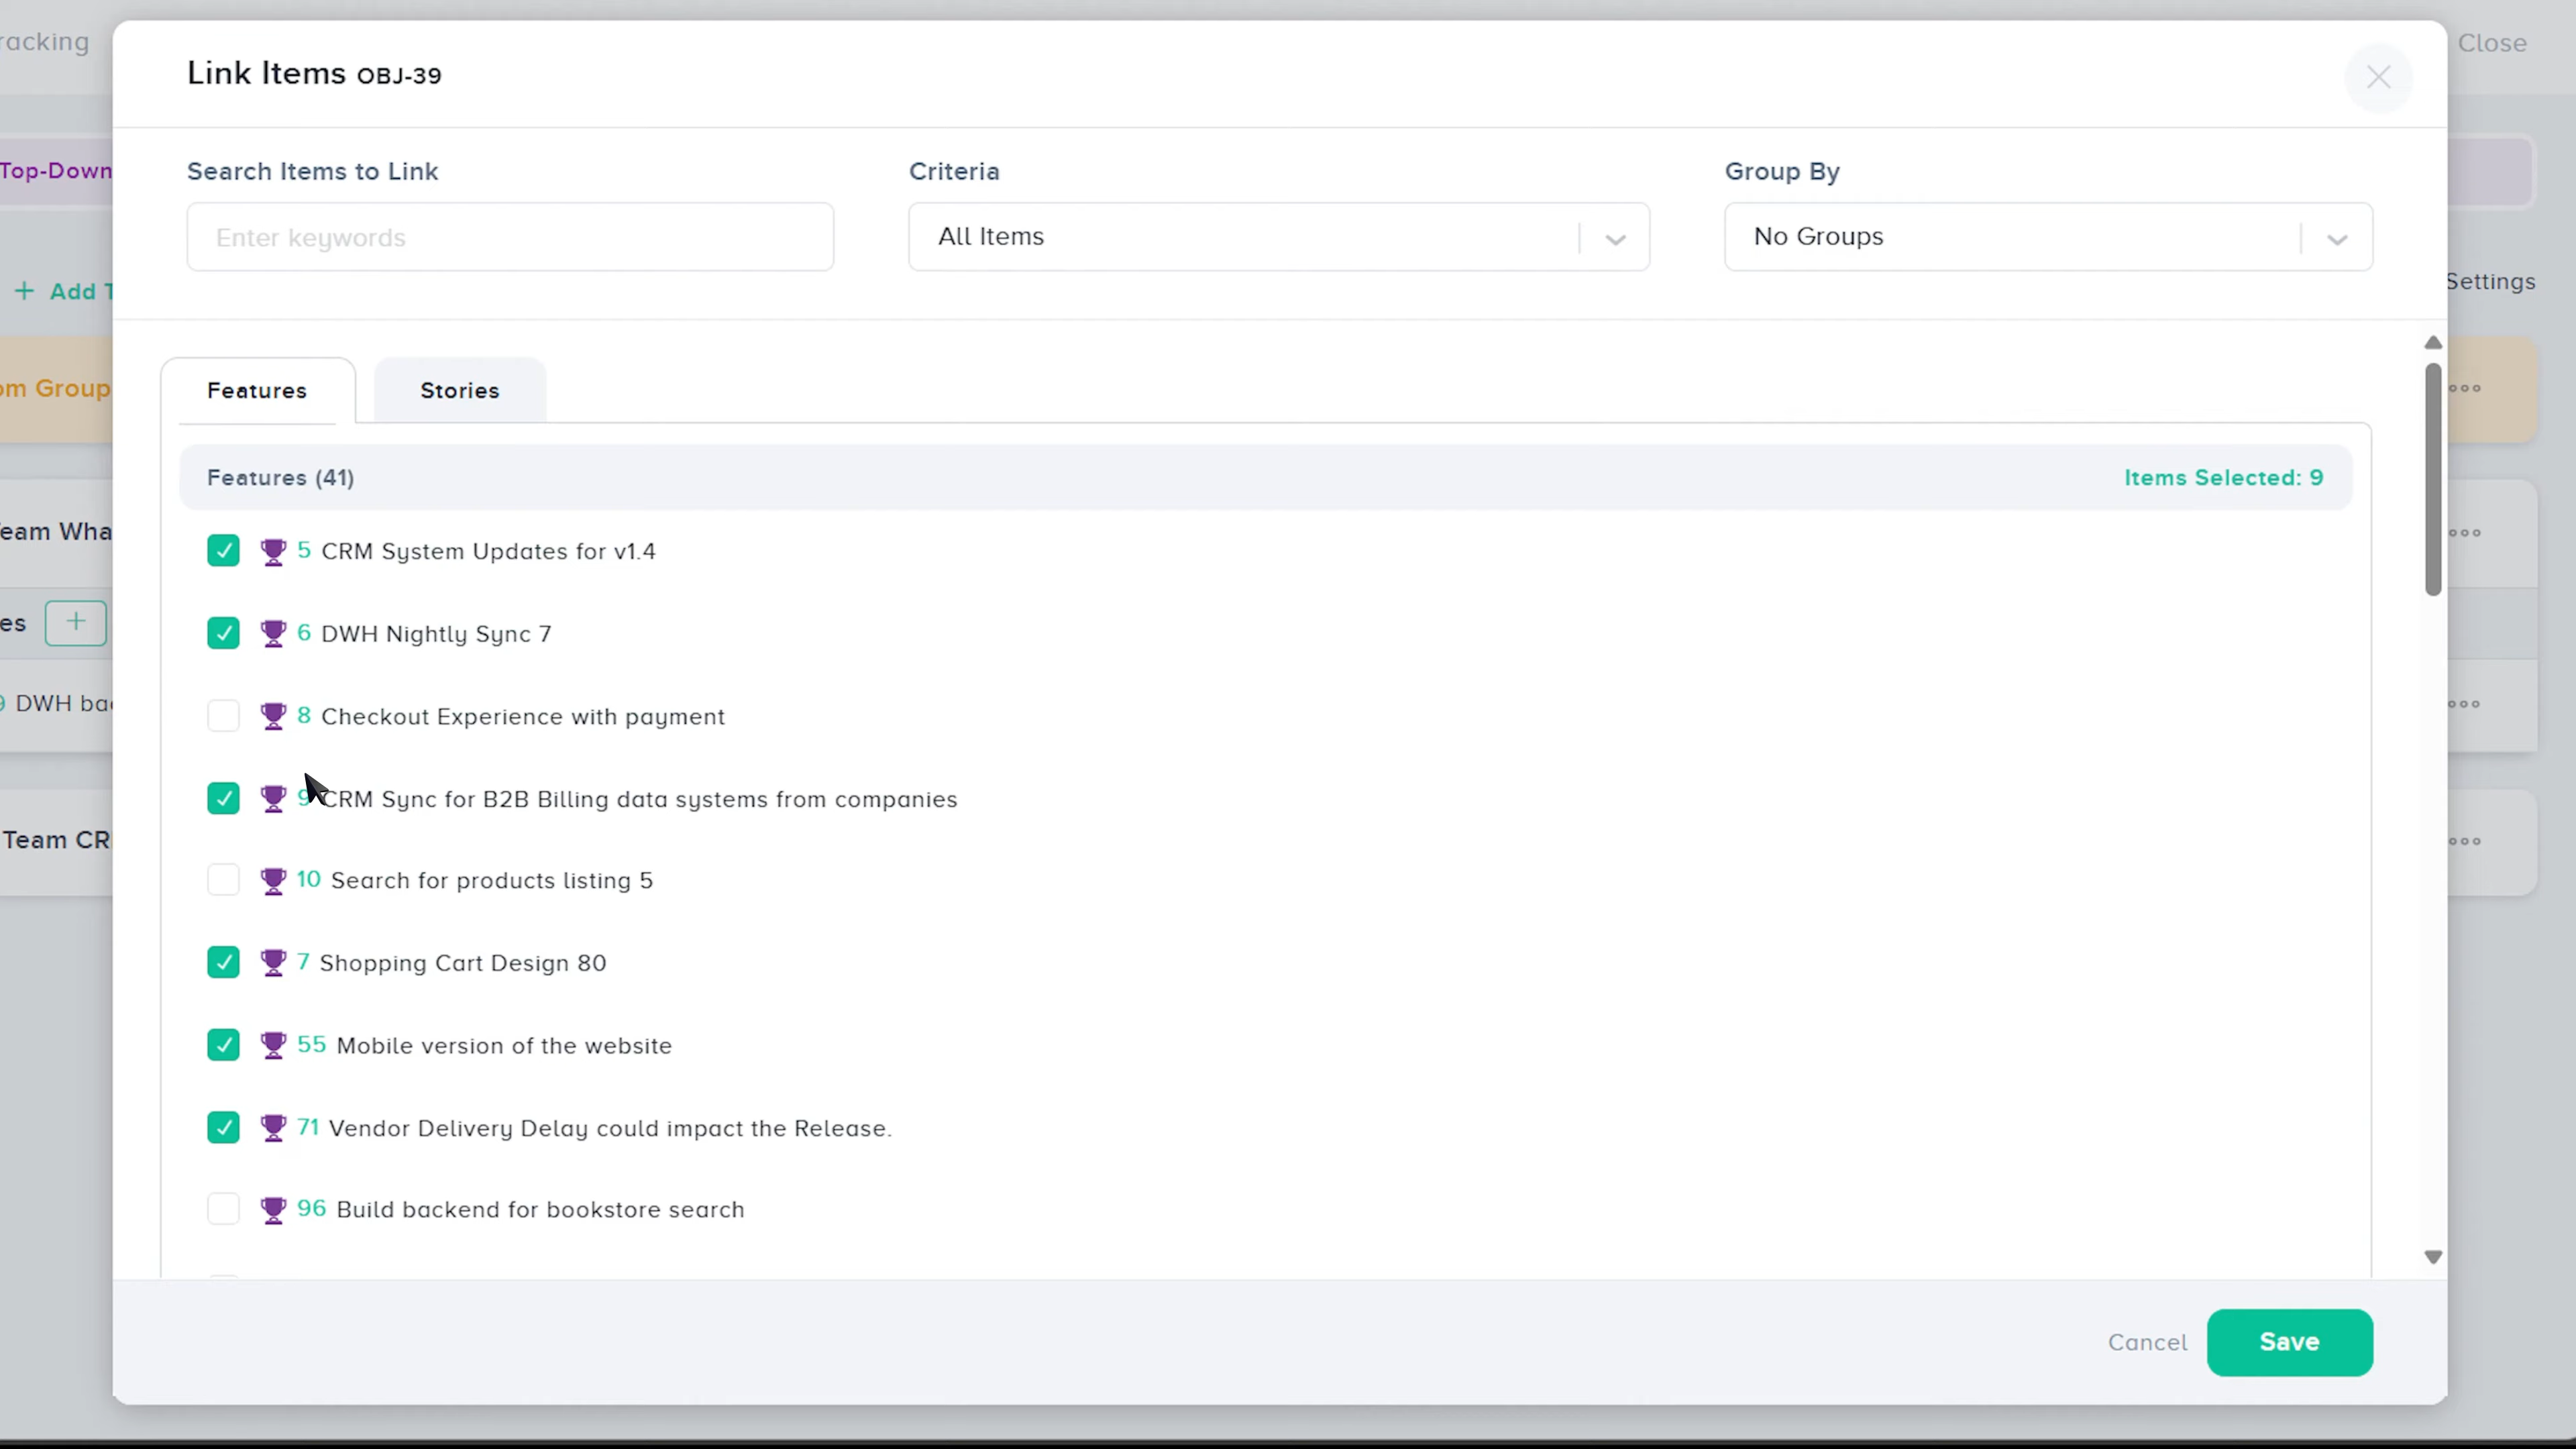 racking
Link Items OBJ-39
Close
Top-Down
Search Items to Link
Criteria
Group By
Enter keywords
All Items
No Groups
+ Add T
Settings
om Group
Features
Stories
Features (41)
Items Selected: 9
eam Wha
5 CRM System Updates for v1.4
es +
6 DWH Nightly Sync 7
9 DWH bac
8 Checkout Experience with payment
9 CRM Sync for B2B Billing data systems from companies
Team CR
10 Search for products listing 5
7 Shopping Cart Design 80
55 Mobile version of the website
71 Vendor Delivery Delay could impact the Release.
96 Build backend for bookstore search
Cancel
Save